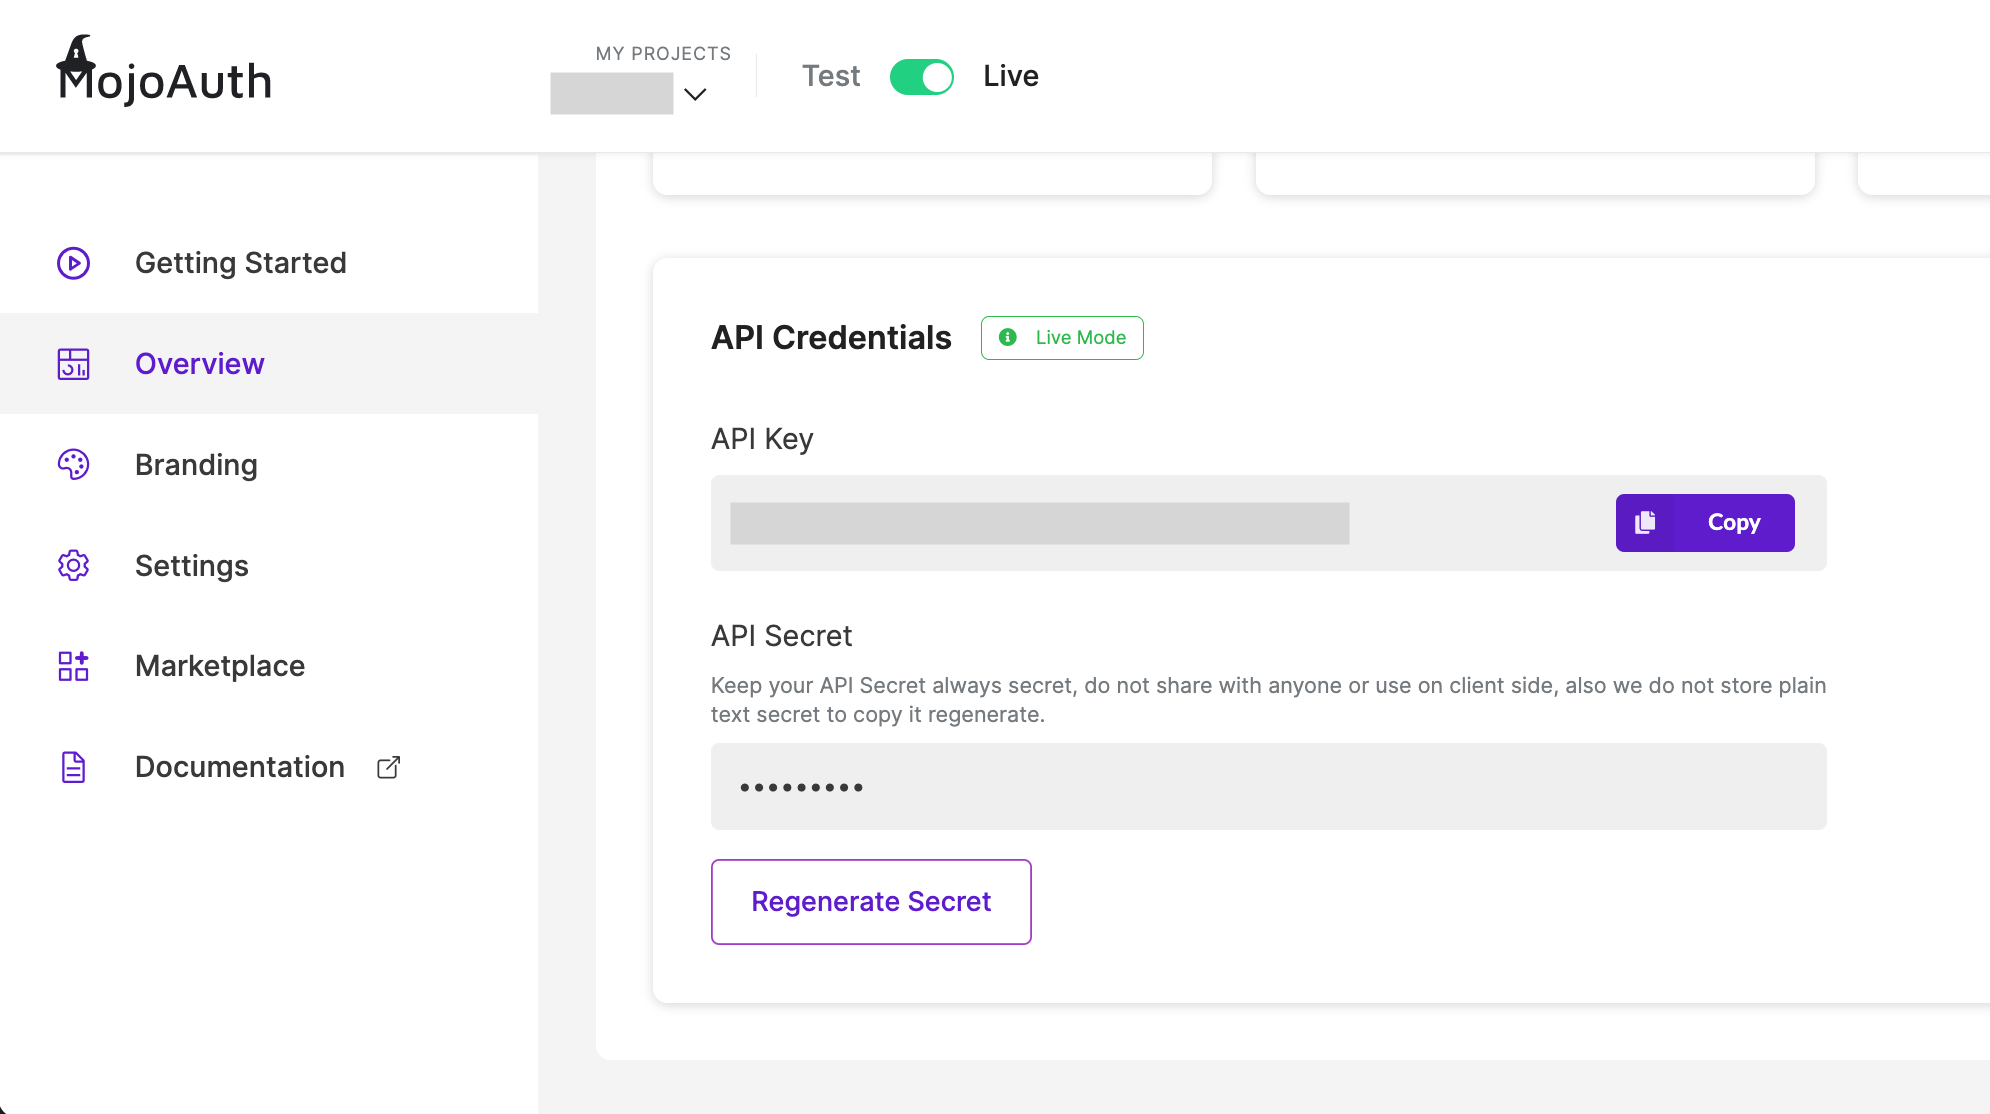 MojoAuth
MY PROJECTS
Test
Live
Getting Started
Overview
Branding
Settings
Marketplace
Documentation
API Credentials
Live Mode
API Key
Copy
API Secret
Keep your API Secret always secret, do not share with anyone or use on client side, also we do not store plain
text secret to copy it regenerate.
•••••••••
Regenerate Secret